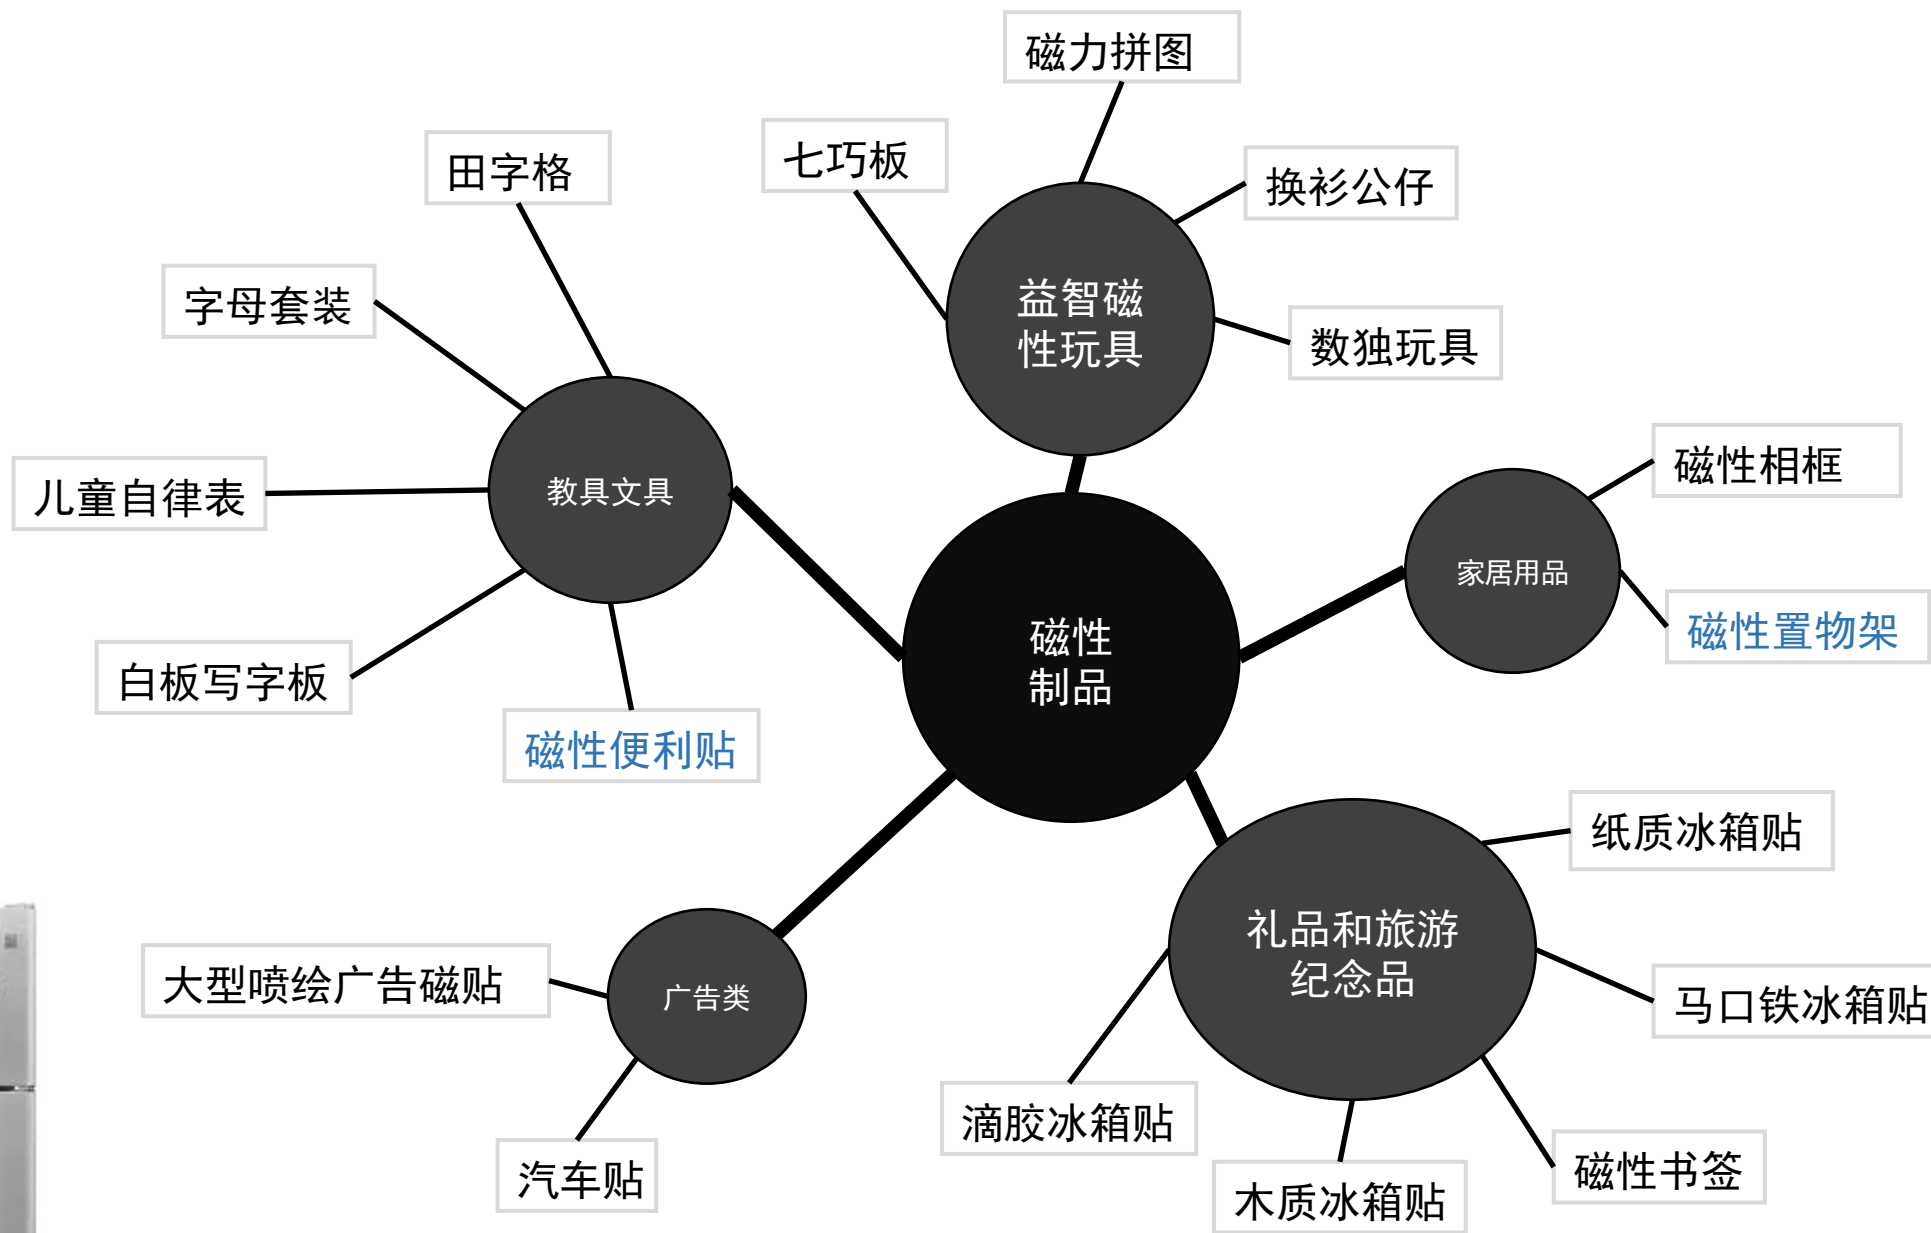 磁力拼图
七巧板
田字格
换衫公仔
字母套装
益智磁
性玩具
数独玩具
磁性相框
儿童自律表
教具文具
家居用品
磁性
制品
磁性置物架
白板写字板
磁性便利贴
纸质冰箱贴
礼品和旅游
纪念品
大型喷绘广告磁贴
广告类
马口铁冰箱贴
滴胶冰箱贴
汽车贴
磁性书签
木质冰箱贴